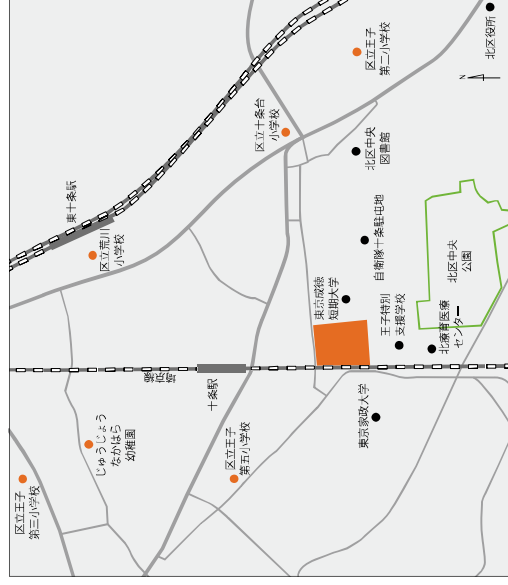 北区役所
区立王子
第二小学校
区立十条台
小学校
北区中央
図書館
東十条駅
区立荒川
小学校
自衛隊十条駐屯地
北区中央
公園
東京成徳
短期大学
王子特別
支援学校
北療育医療
センター
埼京線
十条駅
東京家政大学
じゅうじょう
なかはら
幼稚園
区立王子
第五小学校
区立王子
第三小学校
N